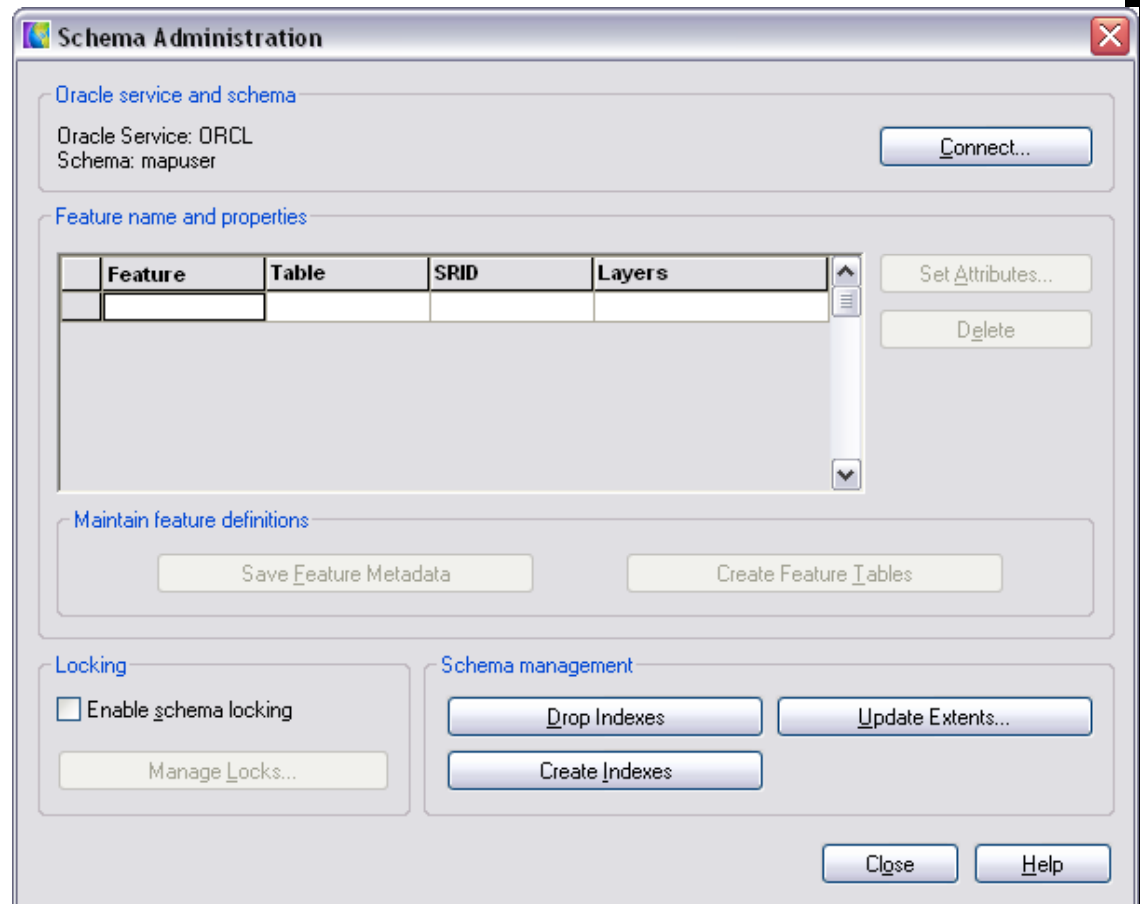 Schema Administration
Oracle service and schema
Oracle Service: ORCL
Schema: mapuser
Connect...
Feature name and properties
Feature Table SRID Layers
Set Attributes...
Delete
Maintain feature definitions
Save Feature Metadata Create Feature Tables
Locking
Enable schema locking
Manage Locks...
Schema management
Drop Indexes Update Extents...
Create Indexes
Close Help